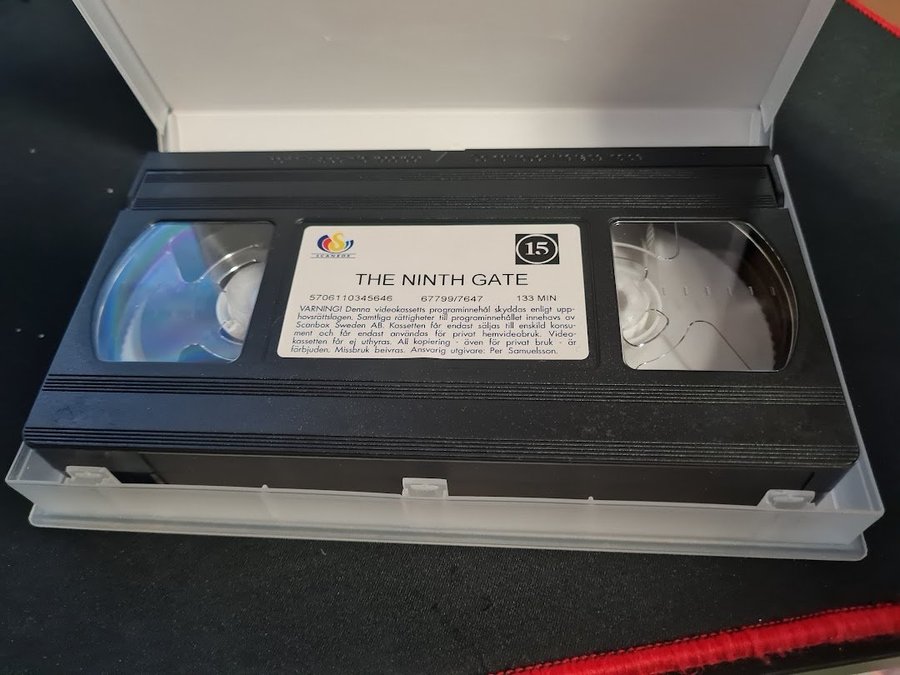 SCANBOX
15
THE NINTH GATE
5706110345646 67799/7647 133 MIN
VARNING! Denna videokassetts programinnehål skyddas enligt upp-
hovsrättslagen. Samtliga rättigheter till programinnehållet innehavs av
Scanbox Sweden AB. Kassetten får endast säljas till enskild konsu-
ment och får endast användas för privat hemvideobruk. Video-
kassetten får ej uthyras. All kopiering - även för privat bruk - är
förbjuden. Missbruk beivras. Ansvarig utgivare: Per Samuelsson.